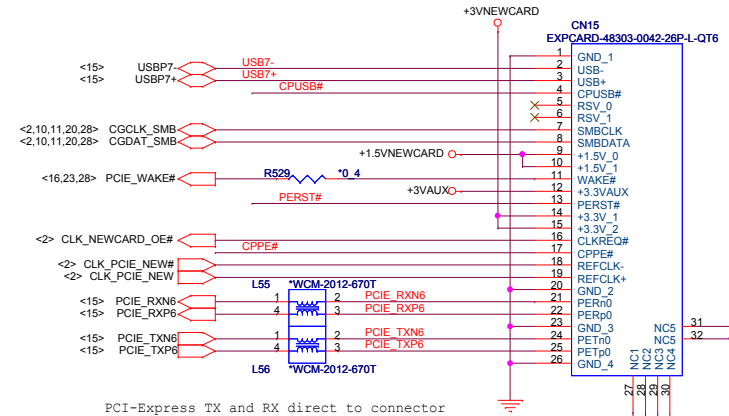 +3VNEWCARD
CN15
EXPCARD-48303-0042-26P-L-QT6
<15> USBP7- USB7- 1 GND_1
<15> USBP7+ USB7+ 2 USB-
3 USB+
CPUSB# 4 CPUSB#
5 RSV_0
6 RSV_1
<2,10,11,20,28> CGCLK_SMB 7 SMBCLK
<2,10,11,20,28> CGDAT_SMB 8 SMBDATA
+1.5VNEWCARD 9 +1.5V_0
10 +1.5V_1
<16,23,28> PCIE_WAKE# R529 *0_4 11 WAKE#
+3VAUX 12 +3.3VAUX
PERST# 13 PERST#
14 +3.3V_1
15 +3.3V_2
<2> CLK_NEWCARD_OE# 16 CLKREQ#
CPPE# 17 CPPE#
<2> CLK_PCIE_NEW# 18 REFCLK-
<2> CLK_PCIE_NEW 19 REFCLK+
L55 *WCM-2012-670T 20 GND_2
<15> PCIE_RXN6 1 2 PCIE_RXN6 21 PERn0
<15> PCIE_RXP6 4 3 PCIE_RXP6 22 PERp0
23 GND_3 NC5 31
<15> PCIE_TXN6 1 2 PCIE_TXN6 24 PETn0 NC5 32
<15> PCIE_TXP6 4 3 PCIE_TXP6 25 PETp0
26 GND_4
L56 *WCM-2012-670T
NC1 NC2 NC3 NC4
27 28 29 30
PCI-Express TX and RX direct to connector